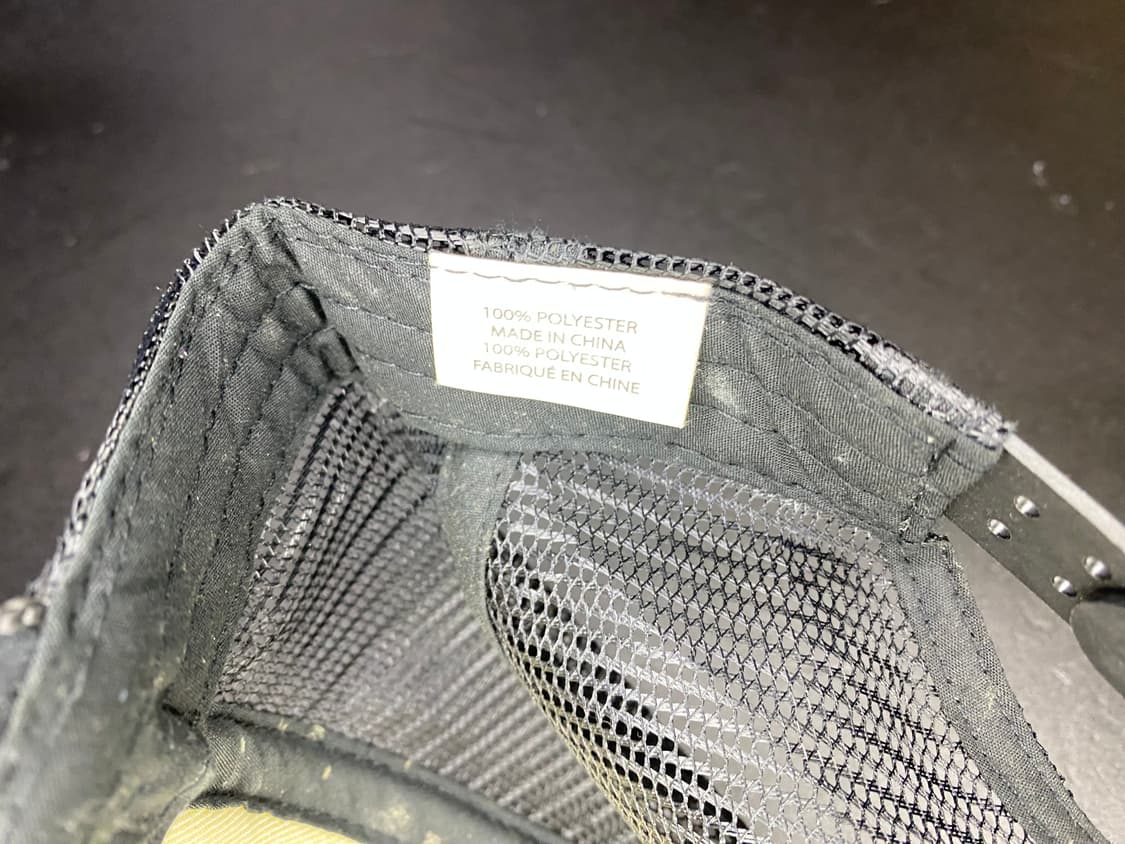 100% POLYESTER
MADE IN CHINA
100% POLYESTER
FABRIQUÉ EN CHINE